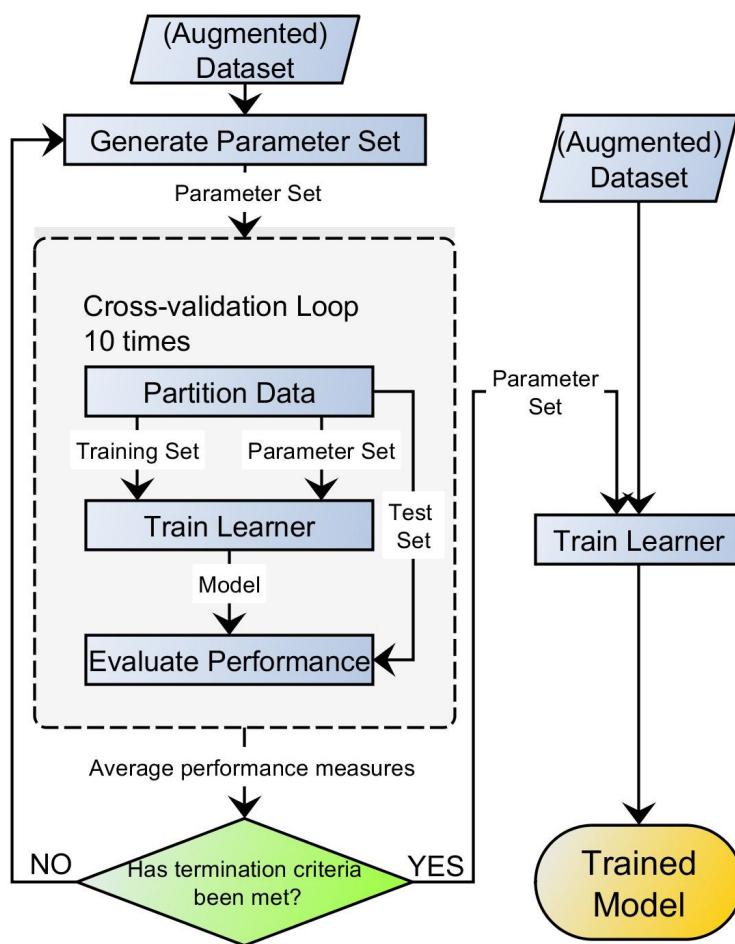 (Augmented)
Dataset
Generate Parameter Set
Parameter Set
Cross-validation Loop
10 times
Partition Data
Training Set
Parameter Set
Test
Set
Train Learner
Model
Evaluate Performance
Average performance measures
Has termination criteria
been met?
NO
YES
Parameter
Set
(Augmented)
Dataset
Train Learner
Trained
Model